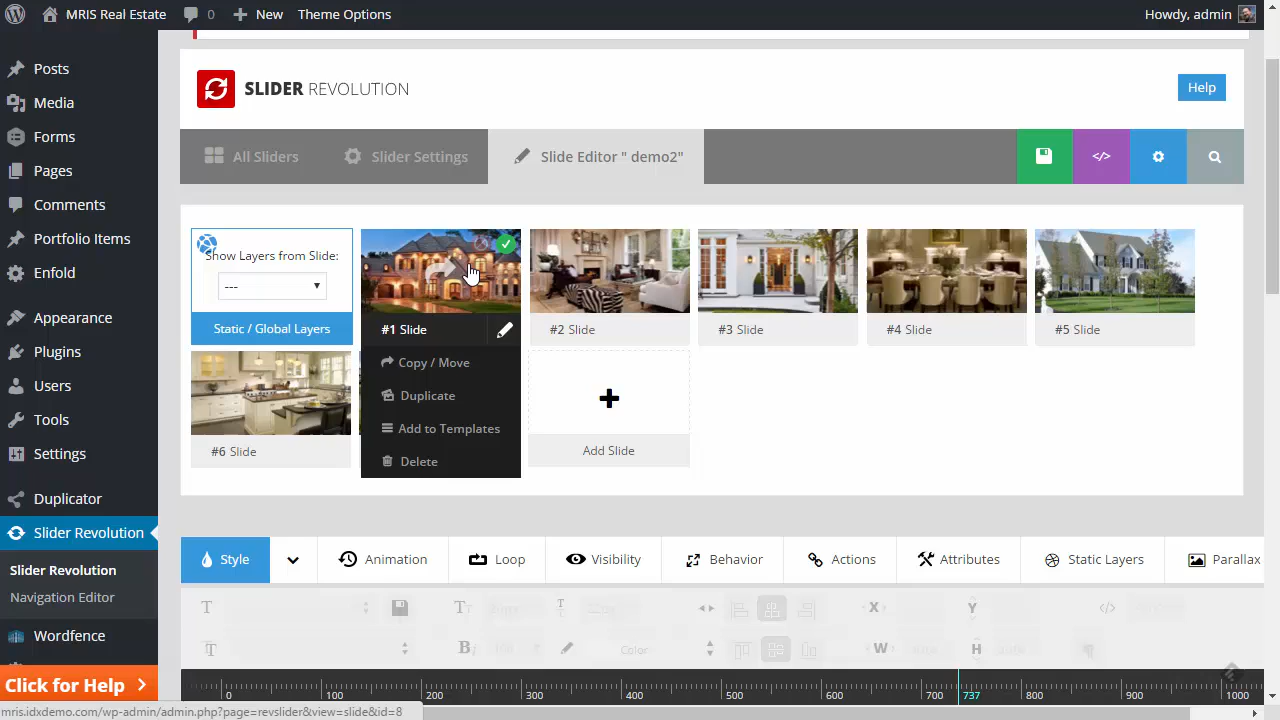 MRIS Real Estate
0
New
Theme Options
Howdy, admin
Posts
Media
Forms
Pages
Comments
Portfolio Items
Enfold
Appearance
Plugins
Users
Tools
Settings
Duplicator
Slider Revolution
Slider Revolution
Navigation Editor
Wordfence
Click for Help
SLIDER REVOLUTION
Help
All Sliders
Slider Settings
Slide Editor " demo2"
</>
Show Layers from Slide:
---
Static / Global Layers
#1 Slide
Copy / Move
Duplicate
Add to Templates
Delete
#2 Slide
#3 Slide
#4 Slide
#5 Slide
#6 Slide
Add Slide
Style
Animation
Loop
Visibility
Behavior
Actions
Attributes
Static Layers
Parallax
X
Y
</>
Color
W
H
0 100 200 300 400 500 600 700 737 800 900 1000
mris.idxdemo.com/wp-admin/admin.php?page=revslider&view=slide&id=8